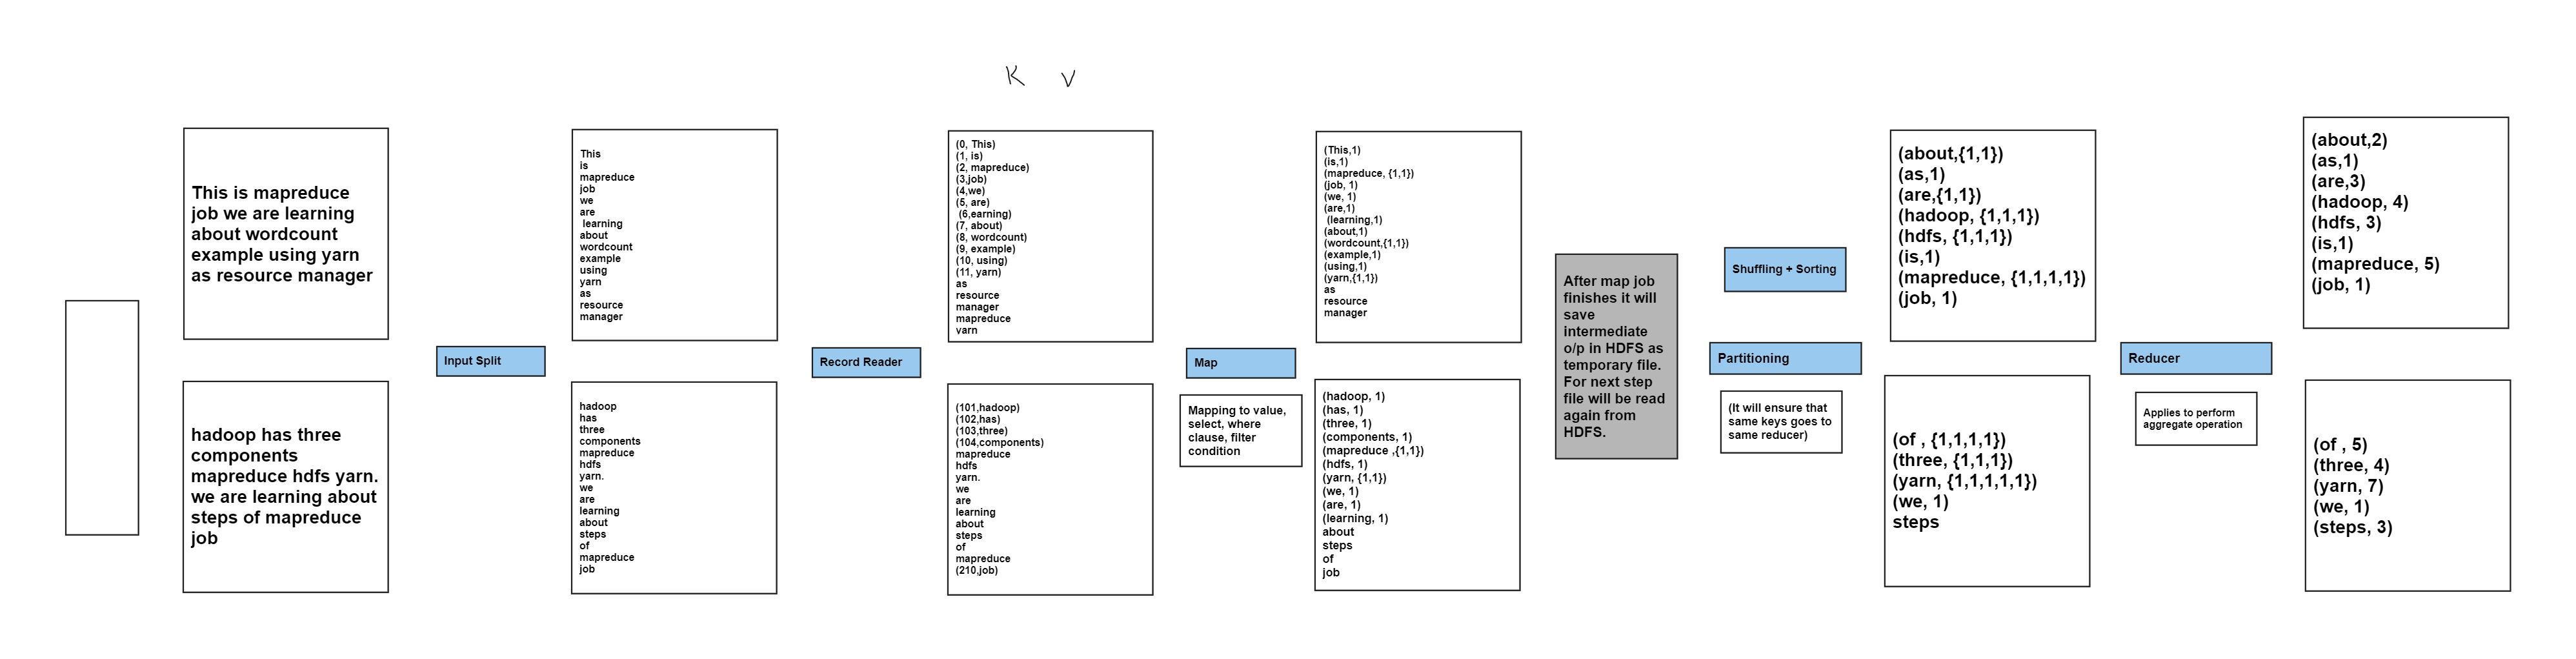 K V
This is mapreduce
job we are learning
about wordcount
example using yarn
as resource manager
hadoop has three
components
mapreduce hdfs yarn.
we are learning about
steps of mapreduce
job
Input Split
This
is
mapreduce
job
we
are
learning
about
wordcount
example
using
yarn
as
resource
manager
hadoop
has
three
components
mapreduce
hdfs
yarn.
we
are
learning
about
steps
of
mapreduce
job
Record Reader
(0, This)
(1, is)
(2, mapreduce)
(3,job)
(4,we)
(5, are)
(6,earning)
(7, about)
(8, wordcount)
(9, example)
(10, using)
(11, yarn)
as
resource
manager
mapreduce
yarn
(101,hadoop)
(102,has)
(103,three)
(104,components)
mapreduce
hdfs
yarn.
we
are
learning
about
steps
of
mapreduce
(210,job)
Map
Mapping to value,
select, where
clause, filter
condition
(This,1)
(is,1)
(mapreduce, {1,1})
(job, 1)
(we, 1)
(are,1)
(learning,1)
(about,1)
(wordcount,{1,1})
(example,1)
(using,1)
(yarn,{1,1})
as
resource
manager
(hadoop, 1)
(has, 1)
(three, 1)
(components, 1)
(mapreduce ,{1,1})
(hdfs, 1)
(yarn, {1,1})
(we, 1)
(are, 1)
(learning, 1)
about
steps
of
job
After map job
finishes it will
save
intermediate
o/p in HDFS as
temporary file.
For next step
file will be read
again from
HDFS.
Shuffling + Sorting
Partitioning
(It will ensure that
same keys goes to
same reducer)
(about,{1,1})
(as,1)
(are,{1,1})
(hadoop, {1,1,1})
(hdfs, {1,1,1})
(is,1)
(mapreduce, {1,1,1,1})
(job, 1)
(of , {1,1,1,1})
(three, {1,1,1})
(yarn, {1,1,1,1,1})
(we, 1)
steps
Reducer
Applies to perform
aggregate operation
(about,2)
(as,1)
(are,3)
(hadoop, 4)
(hdfs, 3)
(is,1)
(mapreduce, 5)
(job, 1)
(of , 5)
(three, 4)
(yarn, 7)
(we, 1)
(steps, 3)